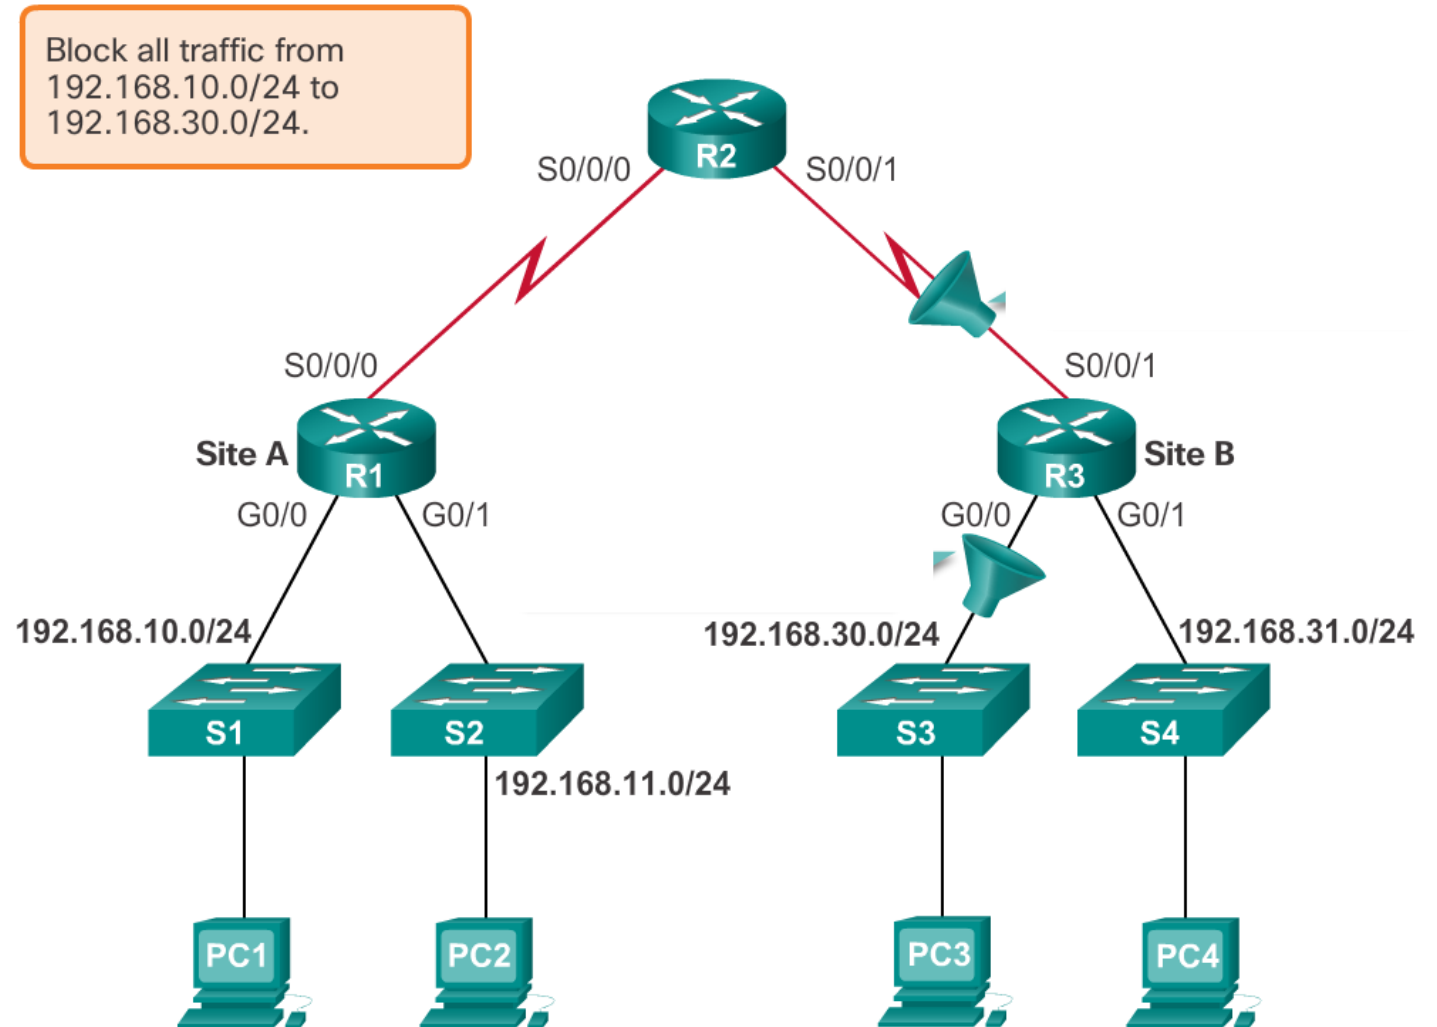 Block all traffic from
192.168.10.0/24 to
192.168.30.0/24.
R2
S0/0/0
S0/0/1
S0/0/0
S0/0/1
Site A
R1
R3
Site B
G0/0
G0/1
G0/0
G0/1
192.168.10.0/24
192.168.30.0/24
192.168.31.0/24
S1
S2
S3
S4
192.168.11.0/24
PC1
PC2
PC3
PC4